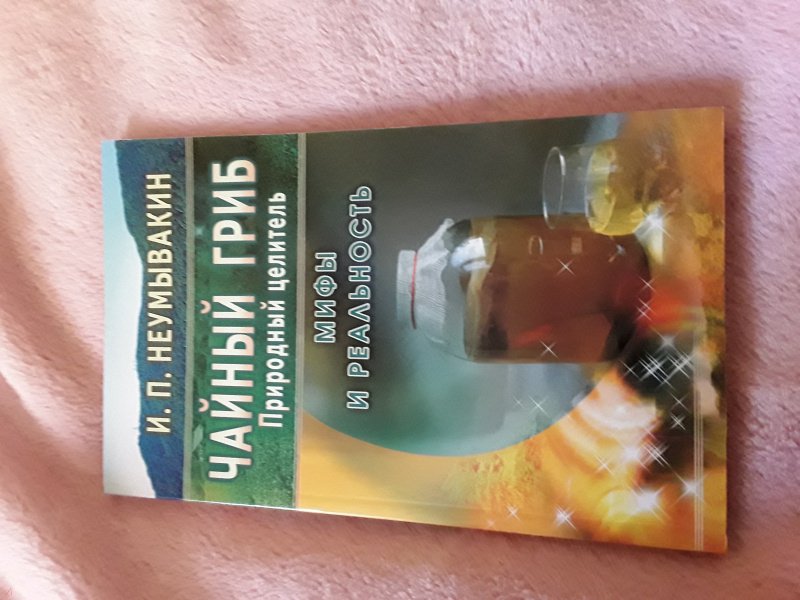 И. П. НЕУМЫВАКИН
ЧАЙНЫЙ ГРИБ
Природный целитель
МИФЫ
И РЕАЛЬНОСТЬ